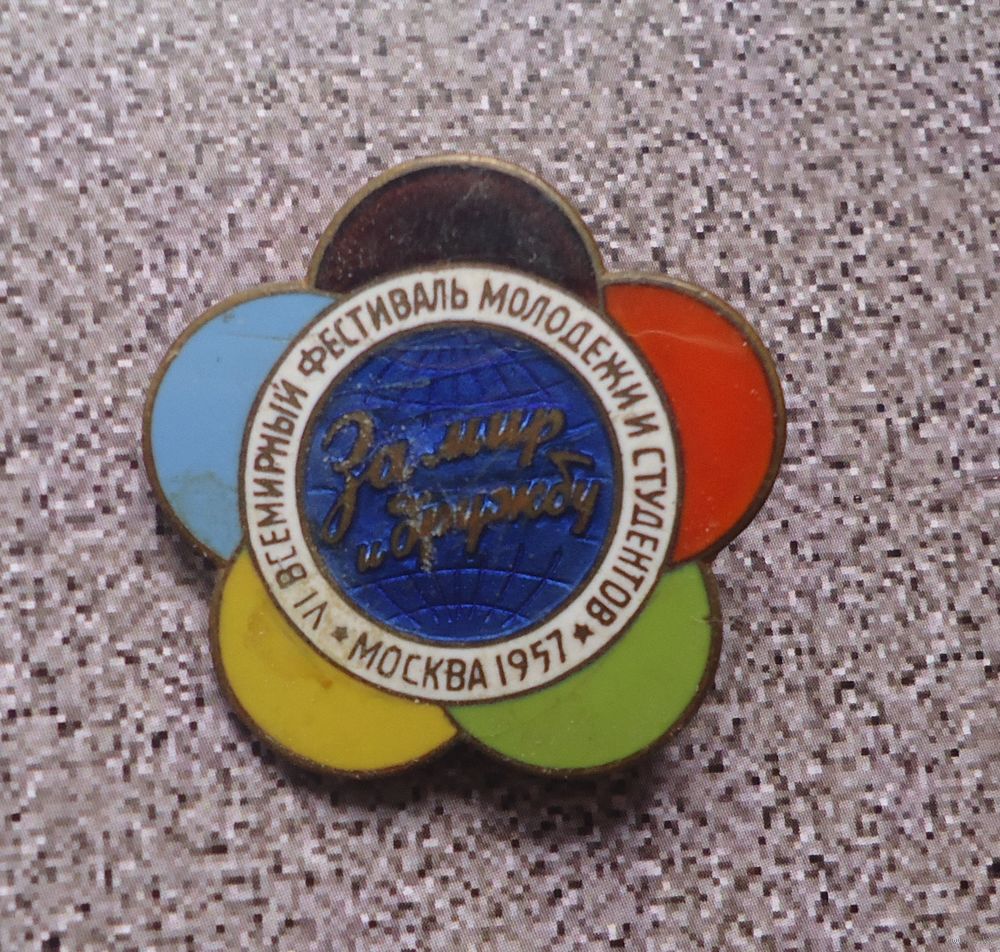 VI ВСЕМИРНЫЙ ФЕСТИВАЛЬ МОЛОДЕЖИ И СТУДЕНТОВ
★ МОСКВА 1957 ★
За мир
и дружбу